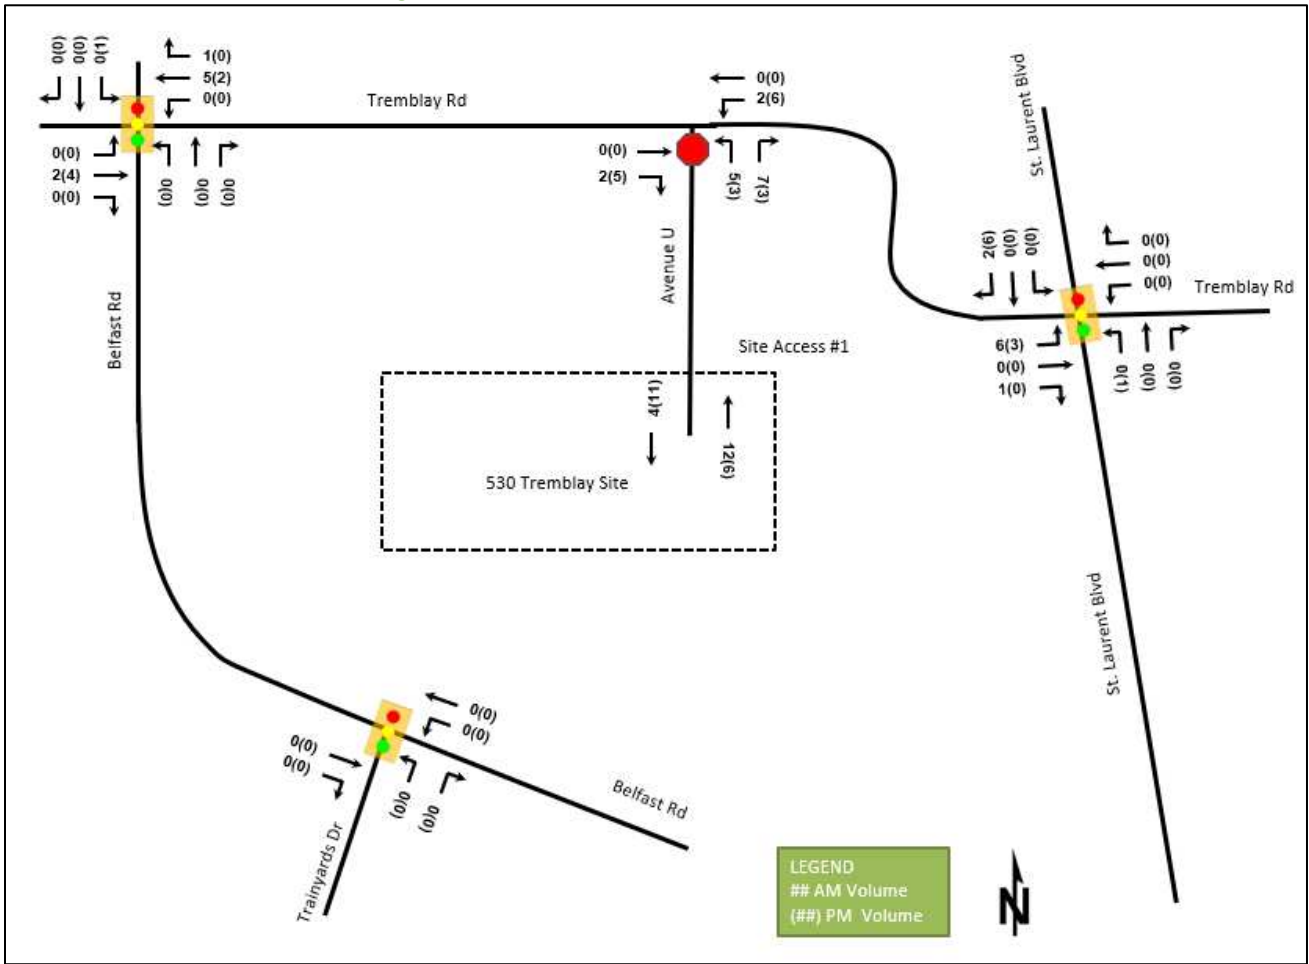 0(0)
0(0)
0(1)
1(0)
5(2)
0(0)
Tremblay Rd
0(0)
2(6)
0(0)
2(4)
0(0)
0(0)
0(0)
0(0)
0(0)
2(5)
5(3)
7(3)
St. Laurent Blvd
Avenue U
2(6)
0(0)
0(0)
0(0)
0(0)
0(0)
Tremblay Rd
Belfast Rd
Site Access #1
6(3)
0(0)
1(0)
0(1)
0(0)
0(0)
4(11)
12(6)
530 Tremblay Site
St. Laurent Blvd
0(0)
0(0)
0(0)
0(0)
0(0)
0(0)
Belfast Rd
Trainyards Dr
LEGEND
## AM Volume
(##) PM Volume
N